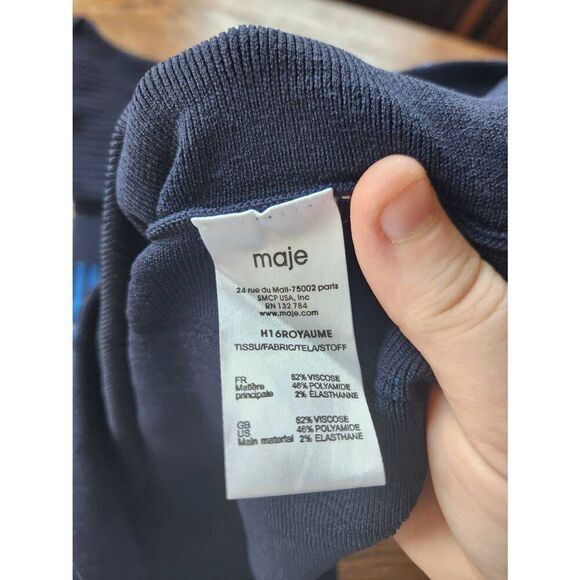 maje
24 rue du Mail-75002 paris
SMCP USA, Inc
RN 132 784
www.maje.com
H16ROYAUME
TISSU/FABRIC/TELA/STOFF
FR 52% VISCOSE
Matière 46% POLYAMIDE
principale 2% ÉLASTHANNE
GB 52% VISCOSE
US 46% POLYAMIDE
Main material 2% ELASTHANE